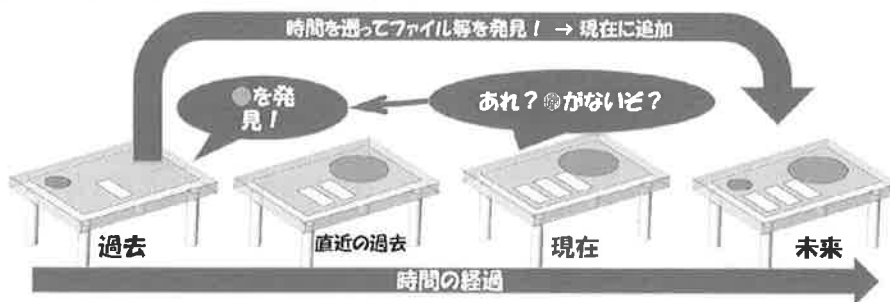 時間を遡ってファイル等を発見！ → 現在に追加
●を発
見！
あれ？●がないぞ？
過去
直近の過去
現在
未来
時間の経過